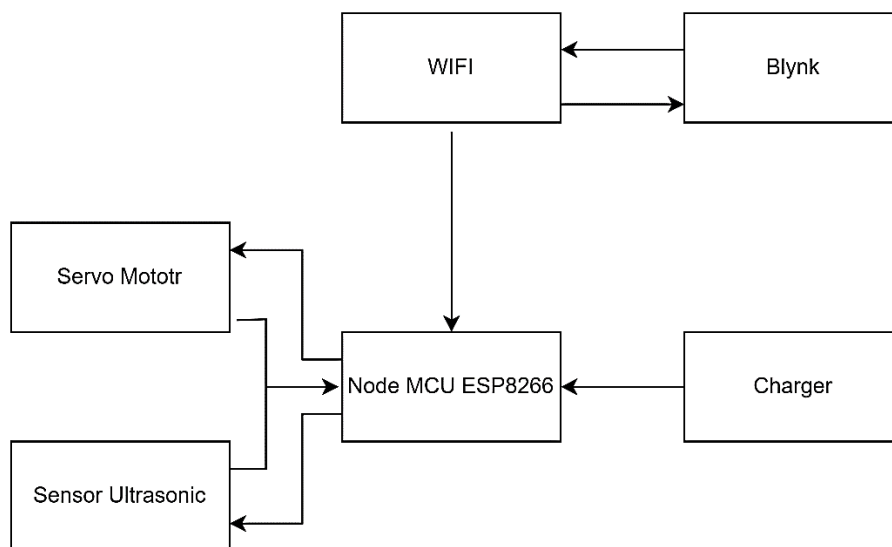 WIFI
Blynk
Servo Mototr
Node MCU ESP8266
Charger
Sensor Ultrasonic